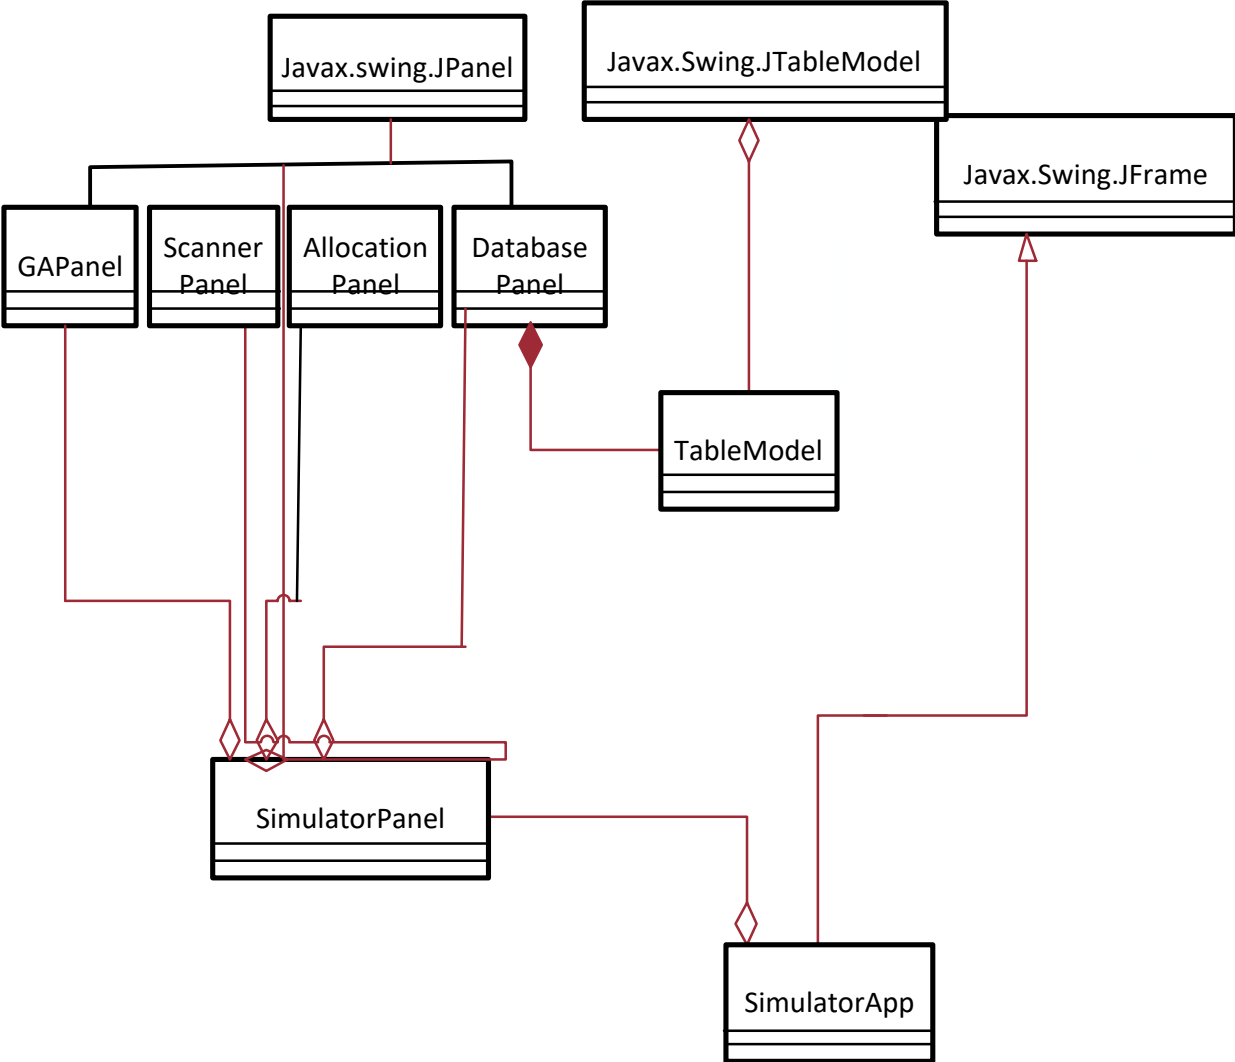 Javax.swing.JPanel
Javax.Swing.JTableModel
Javax.Swing.JFrame
GAPanel
Scanner
Panel
Allocation
Panel
Database
Panel
TableModel
SimulatorPanel
SimulatorApp